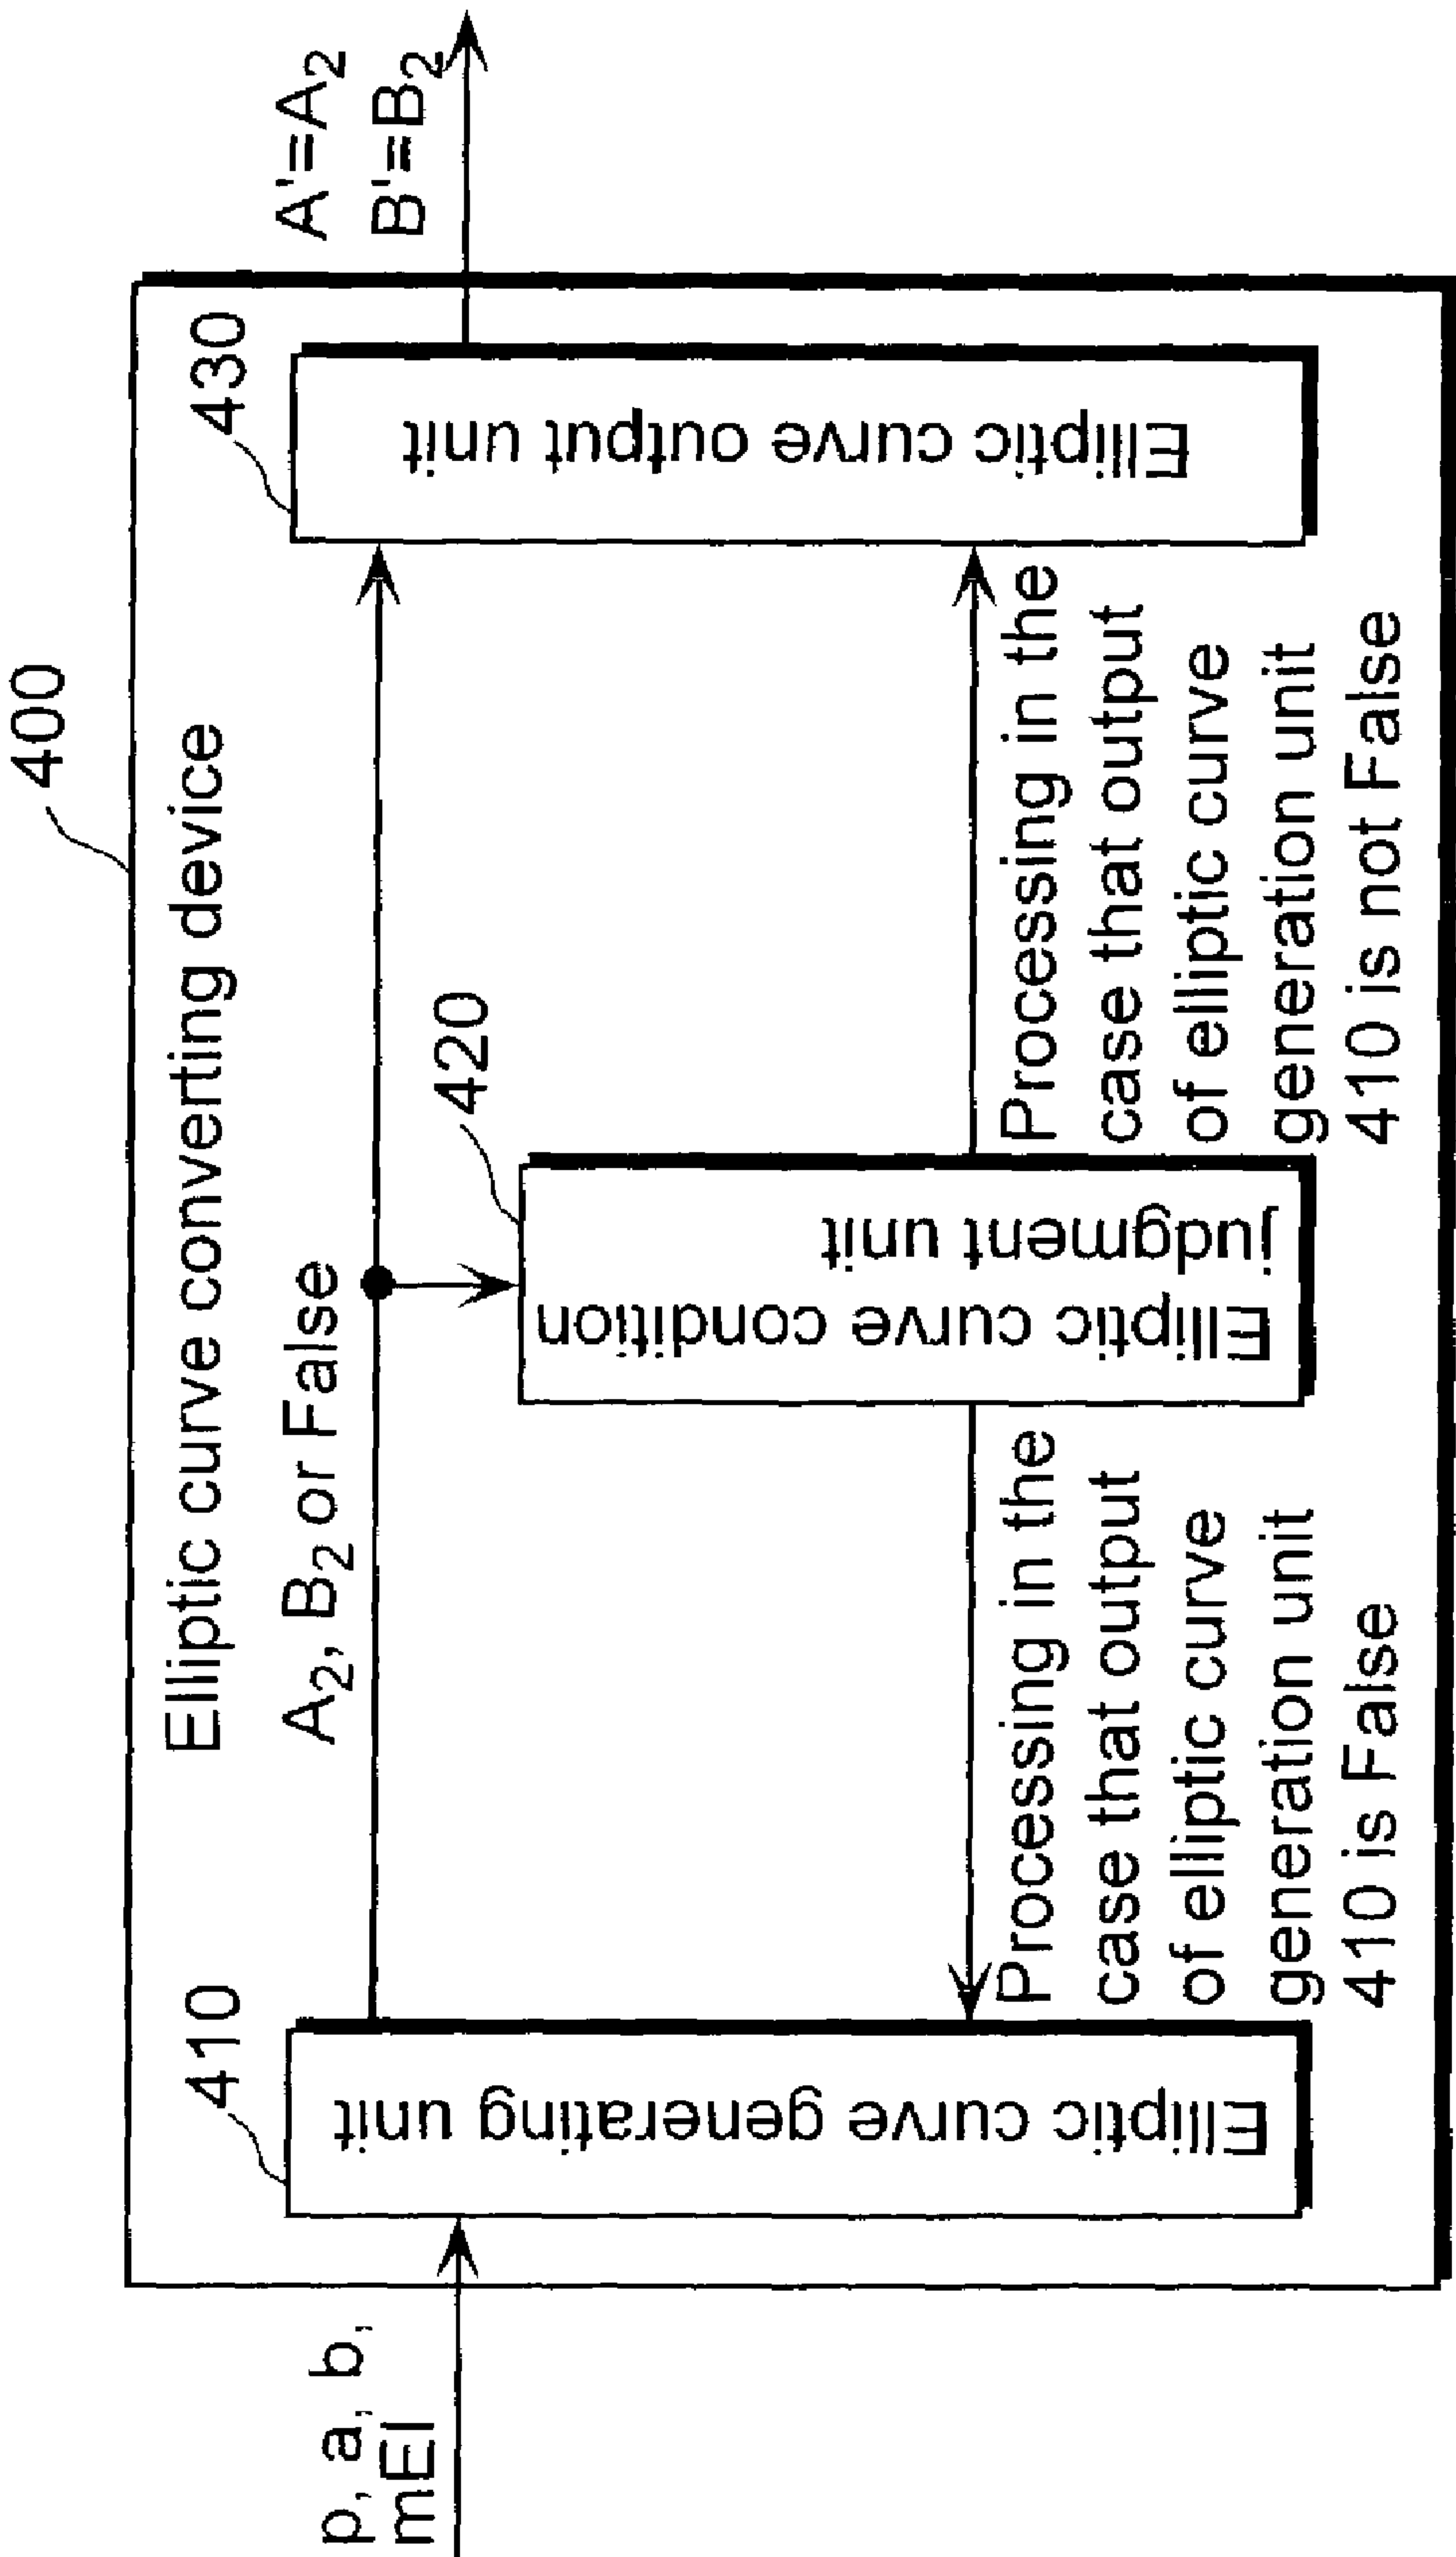 400
Elliptic curve converting device
p, a, b,
mEI
410
Elliptic curve generating unit
A₂, B₂ or False
420
Elliptic curve condition
judgment unit
Processing in the
case that output
of elliptic curve
generation unit
410 is False
Processing in the
case that output
of elliptic curve
generation unit
410 is not False
430
Elliptic curve output unit
A'=A₂
B'=B₂